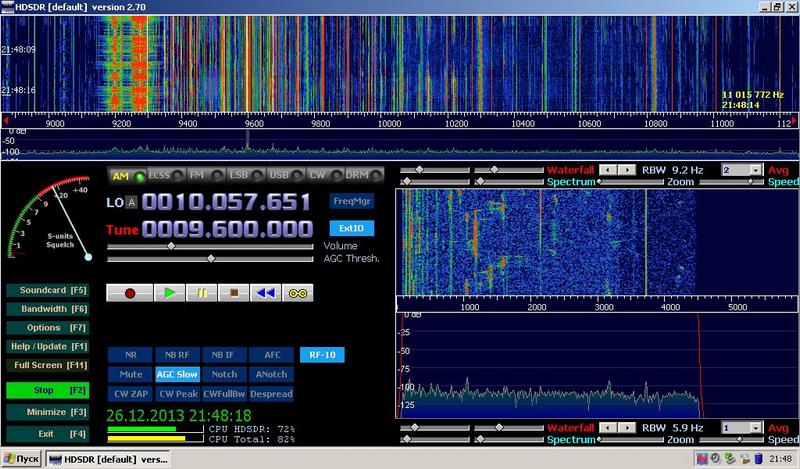 HDSDR [default] version 2.70
21:48:09
21:48:16
11 015 772 Hz
21:48:14
9000 9200 9400 9600 9800 10000 10200 10400 10600 10800 11000 112
0 dB
-50
-100
AM ECSS FM LSB USB CW DRM
Waterfall RBW 9.2 Hz 2 Avg
Spectrum Zoom Speed
LO A 0010.057.651 FreqMgr
Tune 0009.600.000 ExtIO
Volume
AGC Thresh.
1 3 5 7 9 +20 +40
S-units
Squelch
Soundcard [F5]
Bandwidth [F6]
Options [F7]
Help / Update [F1]
Full Screen [F11]
Stop [F2]
Minimize [F3]
Exit [F4]
NR NB RF NB IF AFC RF-10
Mute AGC Slow Notch ANotch
CW ZAP CW Peak CWFullBw Despread
26.12.2013 21:48:18
CPU HDSDR: 72%
CPU Total: 82%
1000 2000 3000 4000 5000
0 dB
-25
-50
-75
-100
-125
Waterfall RBW 5.9 Hz 1 Avg
Spectrum Zoom Speed
Пуск HDSDR [default] vers... 21:48